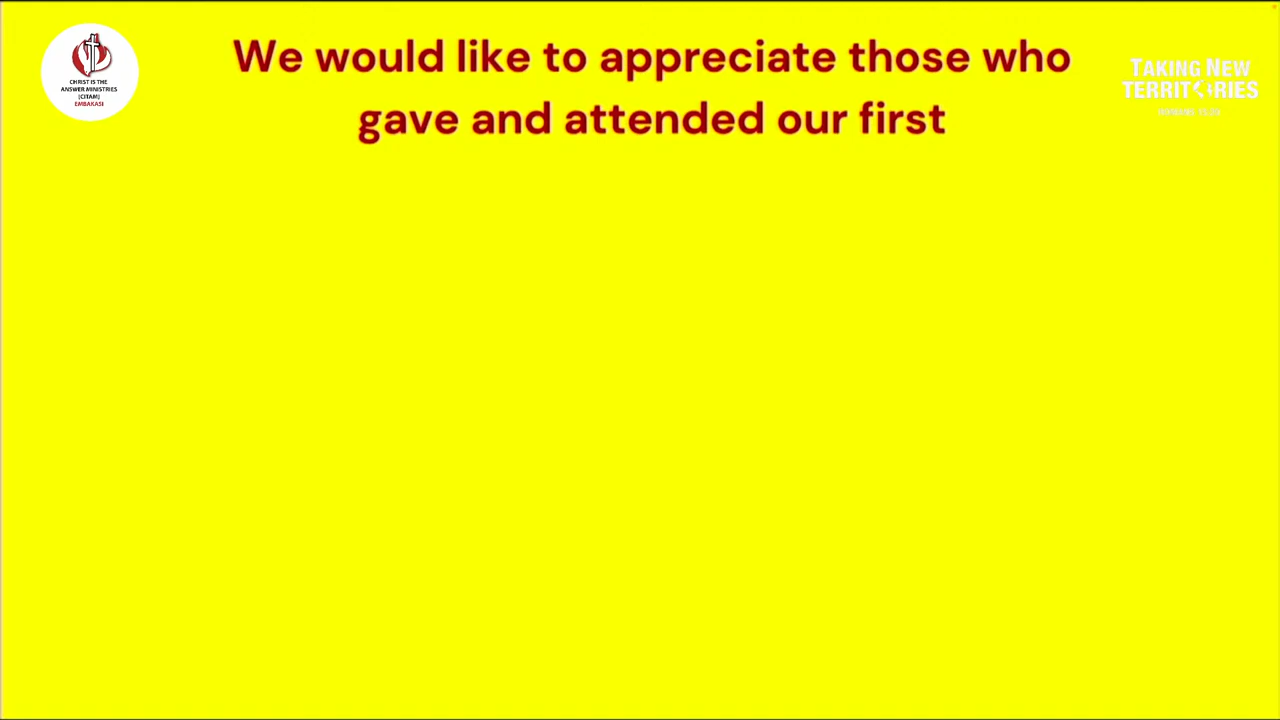 CHRIST IS THE
ANSWER MINISTRIES
(CITAM)
EMBAKASI
We would like to appreciate those who
gave and attended our first
TAKING NEW
TERRITORIES